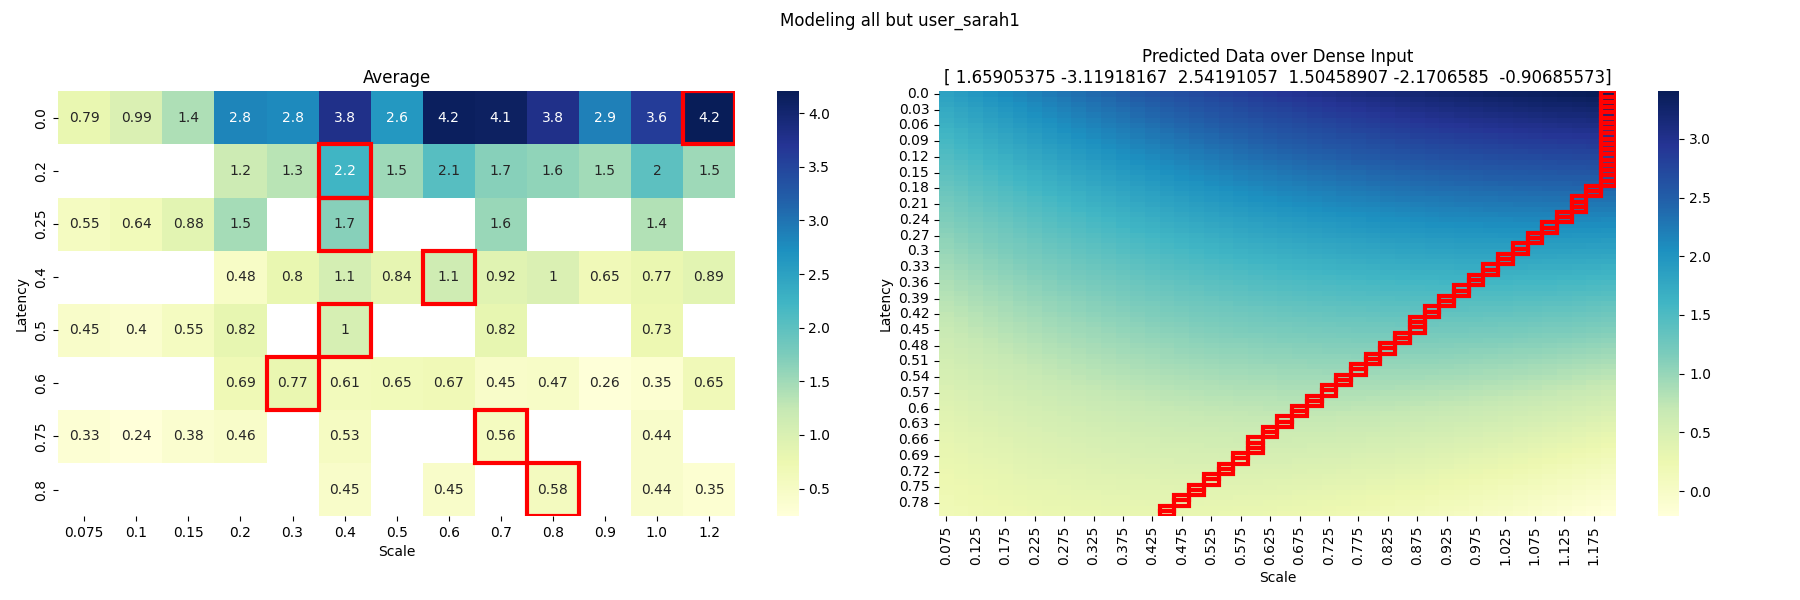 Modeling all but user_sarah1
Average
Latency
0.0 0.79 0.99 1.4 2.8 2.8 3.8 2.6 4.2 4.1 3.8 2.9 3.6 4.2
0.2 1.2 1.3 2.2 1.5 2.1 1.7 1.6 1.5 2 1.5
0.25 0.55 0.64 0.88 1.5 1.7 1.6 1.4
0.4 0.48 0.8 1.1 0.84 1.1 0.92 1 0.65 0.77 0.89
0.5 0.45 0.4 0.55 0.82 1 0.82 0.73
0.6 0.69 0.77 0.61 0.65 0.67 0.45 0.47 0.26 0.35 0.65
0.75 0.33 0.24 0.38 0.46 0.53 0.56 0.44
0.8 0.45 0.45 0.58 0.44 0.35
0.075 0.1 0.15 0.2 0.3 0.4 0.5 0.6 0.7 0.8 0.9 1.0 1.2
Scale
4.0
3.5
3.0
2.5
2.0
1.5
1.0
0.5
Predicted Data over Dense Input
[ 1.65905375 -3.11918167 2.54191057 1.50458907 -2.1706585 -0.90685573]
Latency
0.0
0.03
0.06
0.09
0.12
0.15
0.18
0.21
0.24
0.27
0.3
0.33
0.36
0.39
0.42
0.45
0.48
0.51
0.54
0.57
0.6
0.63
0.66
0.69
0.72
0.75
0.78
0.075 0.125 0.175 0.225 0.275 0.325 0.375 0.425 0.475 0.525 0.575 0.625 0.675 0.725 0.775 0.825 0.875 0.925 0.975 1.025 1.075 1.125 1.175
Scale
3.0
2.5
2.0
1.5
1.0
0.5
0.0